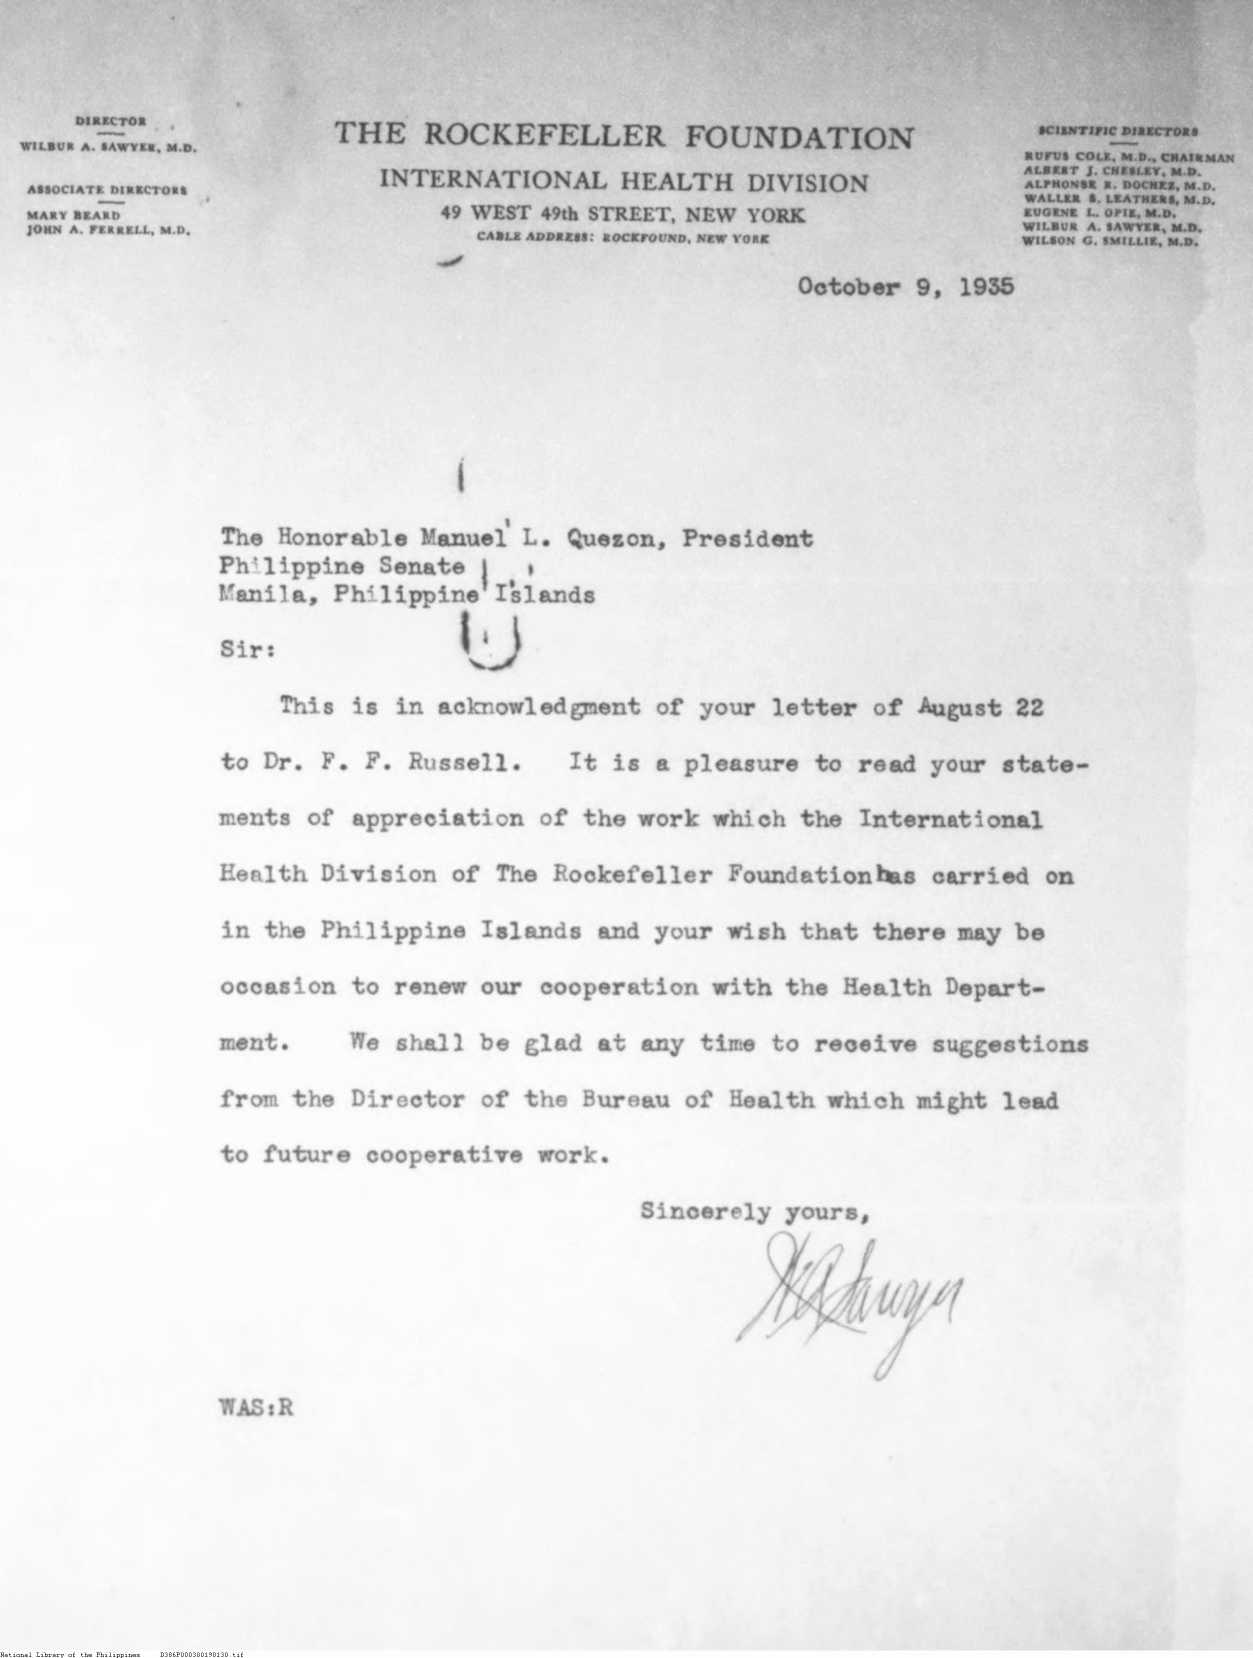 DIRECTOR
WILBUR A. SAWYER, M.D.
ASSOCIATE DIRECTORS
MARY BEARD
JOHN A. FERRELL, M.D.
THE ROCKEFELLER FOUNDATION
INTERNATIONAL HEALTH DIVISION
49 WEST 49th STREET, NEW YORK
CABLE ADDRESS: ROCKFOUND, NEW YORK
SCIENTIFIC DIRECTORS
RUFUS COLE, M.D., CHAIRMAN
ALBERT J. CHESLEY, M.D.
ALPHONSE R. DOCHEZ, M.D.
WALLER S. LEATHERS, M.D.
EUGENE L. OPIE, M.D.
WILBUR A. SAWYER, M.D.
WILSON G. SMILLIE, M.D.
October 9, 1935
The Honorable Manuel L. Quezon, President
Philippine Senate
Manila, Philippine Islands
Sir:
This is in acknowledgment of your letter of August 22
to Dr. F. F. Russell. It is a pleasure to read your state-
ments of appreciation of the work which the International
Health Division of The Rockefeller Foundation has carried on
in the Philippine Islands and your wish that there may be
occasion to renew our cooperation with the Health Depart-
ment. We shall be glad at any time to receive suggestions
from the Director of the Bureau of Health which might lead
to future cooperative work.
Sincerely yours,
WA Sawyer
WAS:R
National Library of the Philippines D386P000380198130.tif